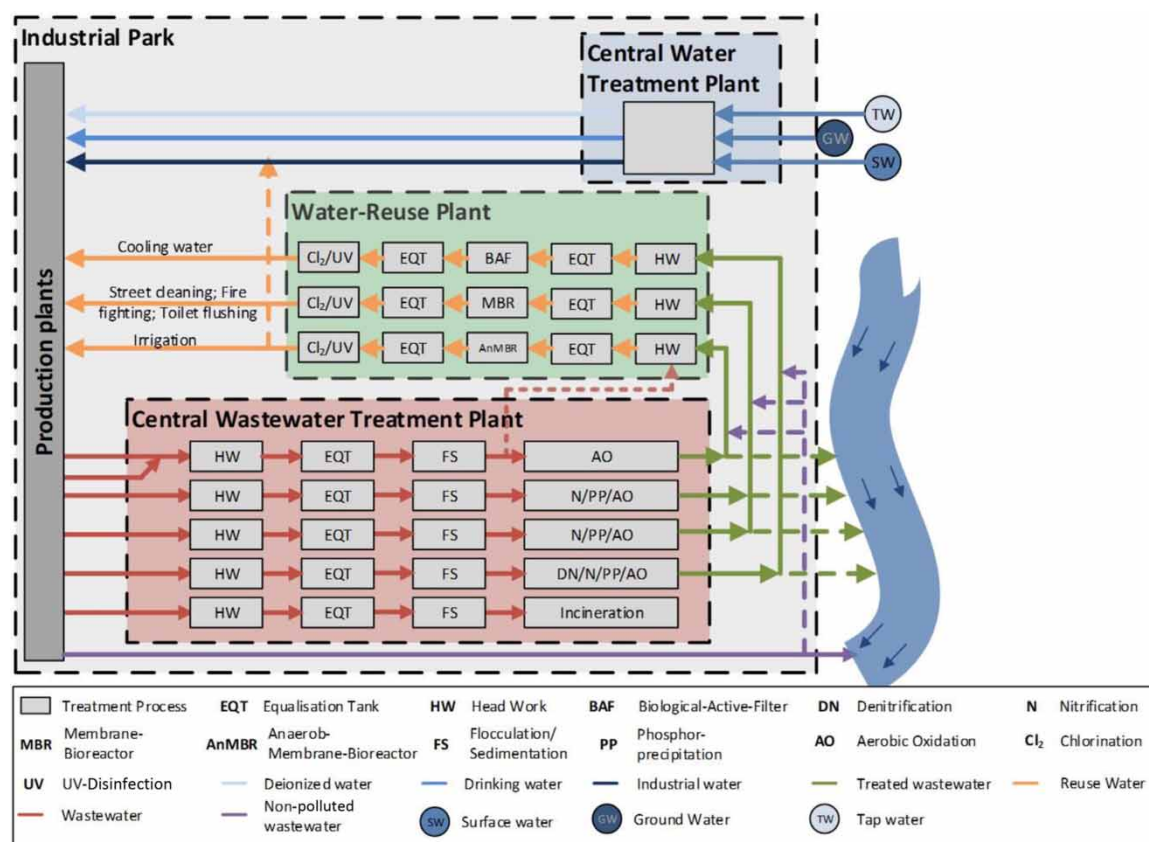 Industrial Park
Central Water
Treatment Plant
TW
GW
SW
Production plants
Water-Reuse Plant
Cooling water
Cl₂/UV EQT BAF EQT HW
Street cleaning; Fire
fighting; Toilet flushing
Cl₂/UV EQT MBR EQT HW
Irrigation
Cl₂/UV EQT AnMBR EQT HW
Central Wastewater Treatment Plant
HW EQT FS AO
HW EQT FS N/PP/AO
HW EQT FS N/PP/AO
HW EQT FS DN/N/PP/AO
HW EQT FS Incineration
Treatment Process EQT Equalisation Tank HW Head Work BAF Biological-Active-Filter DN Denitrification N Nitrification
MBR Membrane-
Bioreactor
AnMBR Anaerob-
Membrane-Bioreactor
FS Flocculation/
Sedimentation
PP Phosphor-
precipitation
AO Aerobic Oxidation Cl₂ Chlorination
UV UV-Disinfection Deionized water Drinking water Industrial water Treated wastewater Reuse Water
Wastewater
Non-polluted
wastewater
SW Surface water GW Ground Water TW Tap water